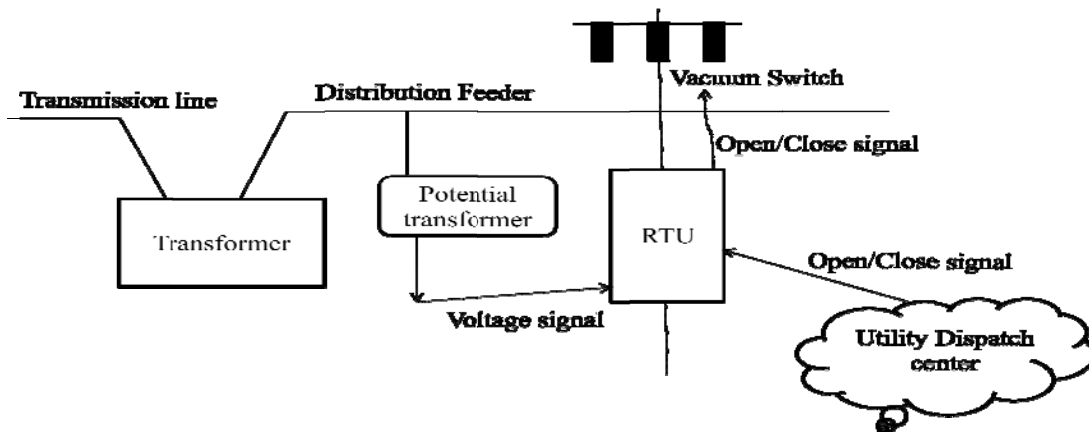 Vacuum Switch
Transmission line
Distribution Feeder
Open/Close signal
Potential
transformer
Transformer
RTU
Open/Close signal
Voltage signal
Utility Dispatch
center